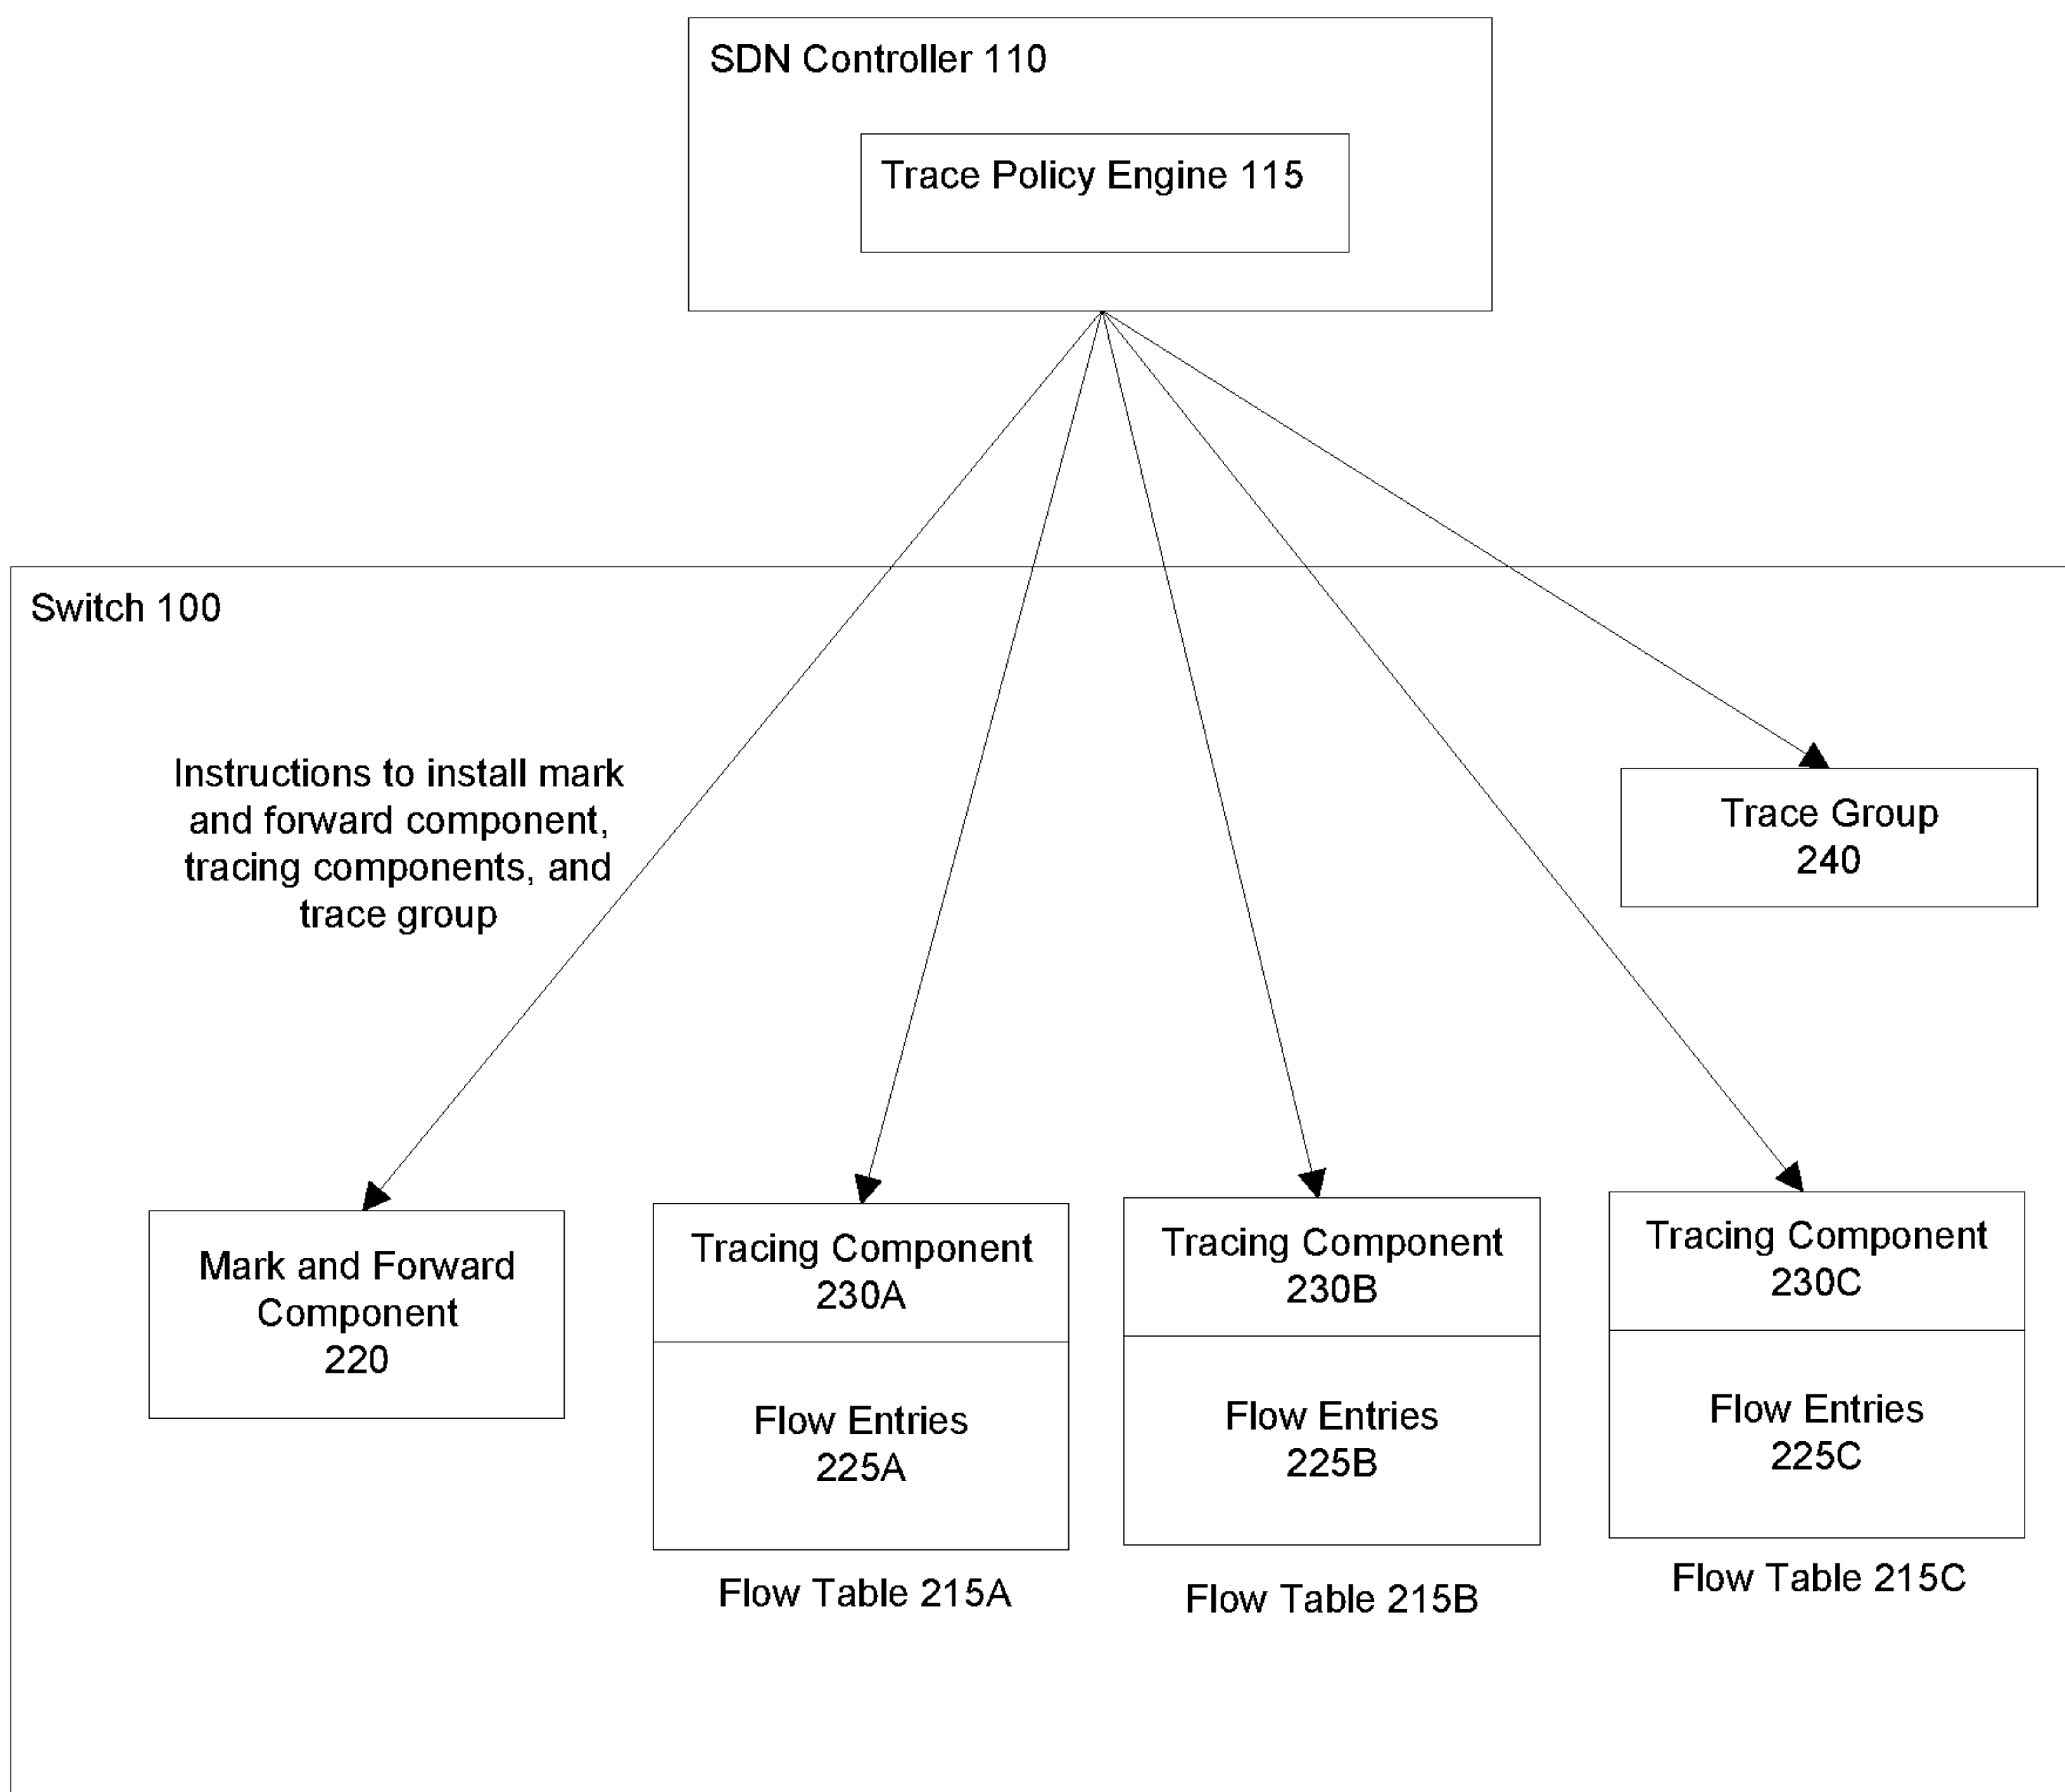 SDN Controller 110
Trace Policy Engine 115
Switch 100
Instructions to install mark
and forward component,
tracing components, and
trace group
Trace Group
240
Mark and Forward
Component
220
Tracing Component
230A
Flow Entries
225A
Flow Table 215A
Tracing Component
230B
Flow Entries
225B
Flow Table 215B
Tracing Component
230C
Flow Entries
225C
Flow Table 215C